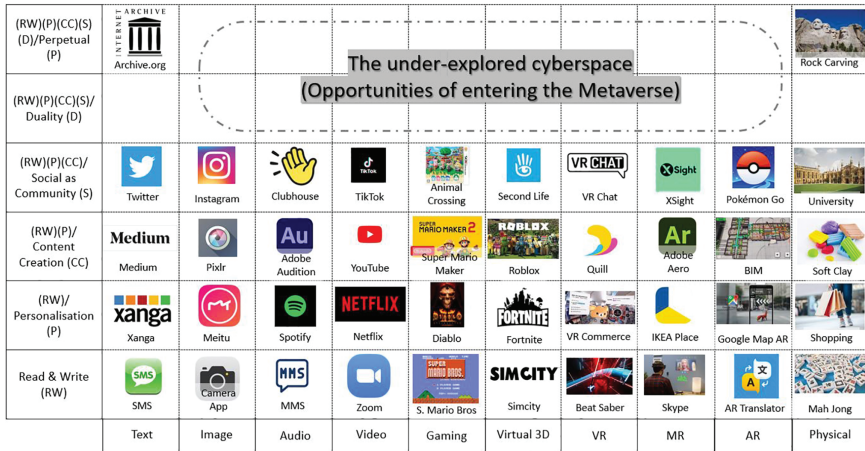 (RW)(P)(CC)(S)
(D)/Perpetual
(P)
INTERNET
ARCHIVE
Archive.org
The under-explored cyberspace
(Opportunities of entering the Metaverse)
Rock Carving
(RW)(P)(CC)(S)/
Duality (D)
(RW)(P)(CC)/
Social as
Community (S)
TikTok
VRCHAT
XSight
Twitter
Instagram
Clubhouse
TikTok
Animal
Crossing
Second Life
VR Chat
XSight
Pokémon Go
University
(RW)(P)/
Content
Creation (CC)
Medium
Au
SUPER
MARIO MAKER 2
ROBLOX
Ar
Medium
Pixlr
Adobe
Audition
YouTube
Super Mario
Maker
Roblox
Quill
Adobe
Aero
BIM
Soft Clay
(RW)/
Personalisation
(P)
xanga
NETFLIX
DIABLO
FORTNITE
Xanga
Meitu
Spotify
Netflix
Diablo
Fortnite
VR Commerce
IKEA Place
Google Map AR
Shopping
Read & Write
(RW)
SMS
MMS
SUPER
MARIO BROS.
SIMCITY
文
A
SMS
Camera
App
MMS
Zoom
S. Mario Bros
Simcity
Beat Saber
Skype
AR Translator
Mah Jong
Text
Image
Audio
Video
Gaming
Virtual 3D
VR
MR
AR
Physical